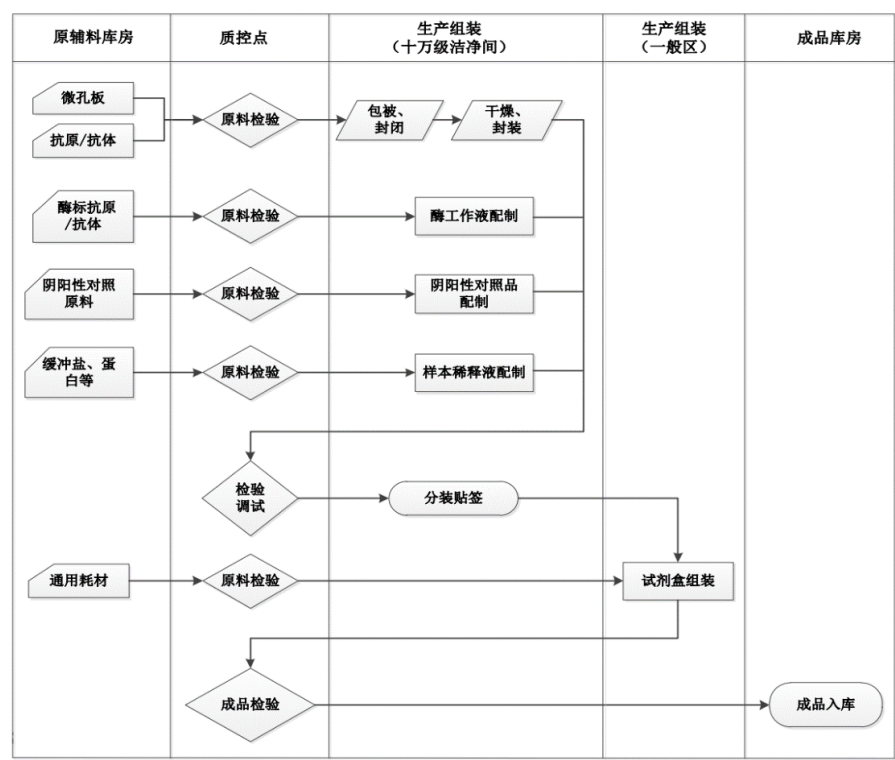 原辅料库房
质控点
生产组装
（十万级洁净间）
生产组装
（一般区）
成品库房
微孔板
抗原/抗体
原料检验
包被、
封闭
干燥、
封装
酶标抗原
/抗体
原料检验
酶工作液配制
阴阳性对照
原料
原料检验
阴阳性对照品
配制
缓冲盐、蛋
白等
原料检验
样本稀释液配制
检验
调试
分装贴签
通用耗材
原料检验
试剂盒组装
成品检验
成品入库